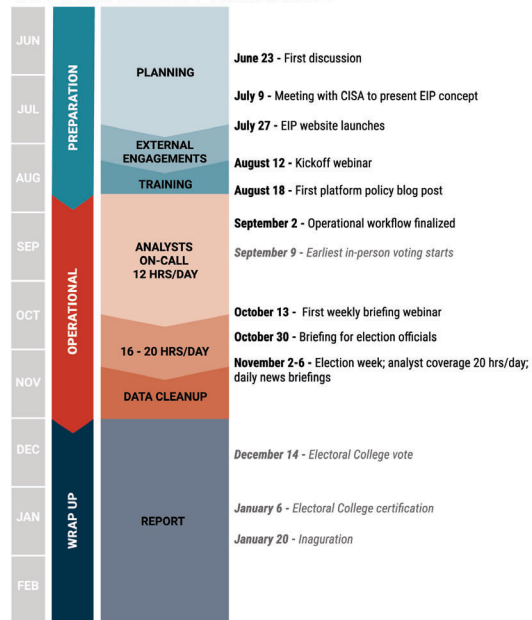 JUN
JUL
AUG
SEP
OCT
NOV
DEC
JAN
FEB
PREPARATION
OPERATIONAL
WRAP UP
PLANNING
EXTERNAL
ENGAGEMENTS
TRAINING
ANALYSTS
ON-CALL
12 HRS/DAY
16 - 20 HRS/DAY
DATA CLEANUP
REPORT
June 23 - First discussion
July 9 - Meeting with CISA to present EIP concept
July 27 - EIP website launches
August 12 - Kickoff webinar
August 18 - First platform policy blog post
September 2 - Operational workflow finalized
September 9 - Earliest in-person voting starts
October 13 - First weekly briefing webinar
October 30 - Briefing for election officials
November 2-6 - Election week; analyst coverage 20 hrs/day;
daily news briefings
December 14 - Electoral College vote
January 6 - Electoral College certification
January 20 - Inaguration